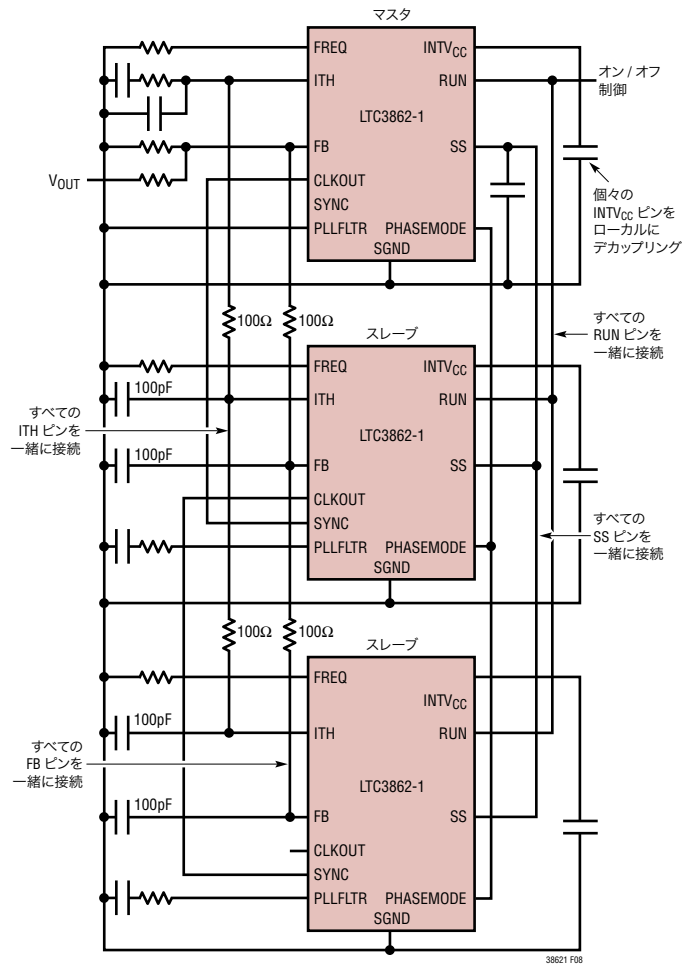 マスタ
FREQ
INTVCC
ITH
RUN
オン / オフ
制御
LTC3862-1
FB
SS
VOUT
CLKOUT
SYNC
PLLFLTR
PHASEMODE
SGND
個々の
INTVCC ピンを
ローカルに
デカップリング
100Ω
100Ω
スレーブ
すべての
RUN ピンを
一緒に接続
FREQ
INTVCC
100pF
ITH
RUN
すべての
ITH ピンを
一緒に接続
LTC3862-1
100pF
FB
SS
CLKOUT
SYNC
PLLFLTR
PHASEMODE
SGND
すべての
SS ピンを
一緒に接続
100Ω
100Ω
スレーブ
FREQ
INTVCC
100pF
ITH
RUN
すべての
FB ピンを
一緒に接続
LTC3862-1
100pF
FB
SS
CLKOUT
SYNC
PLLFLTR
PHASEMODE
SGND
38621 F08